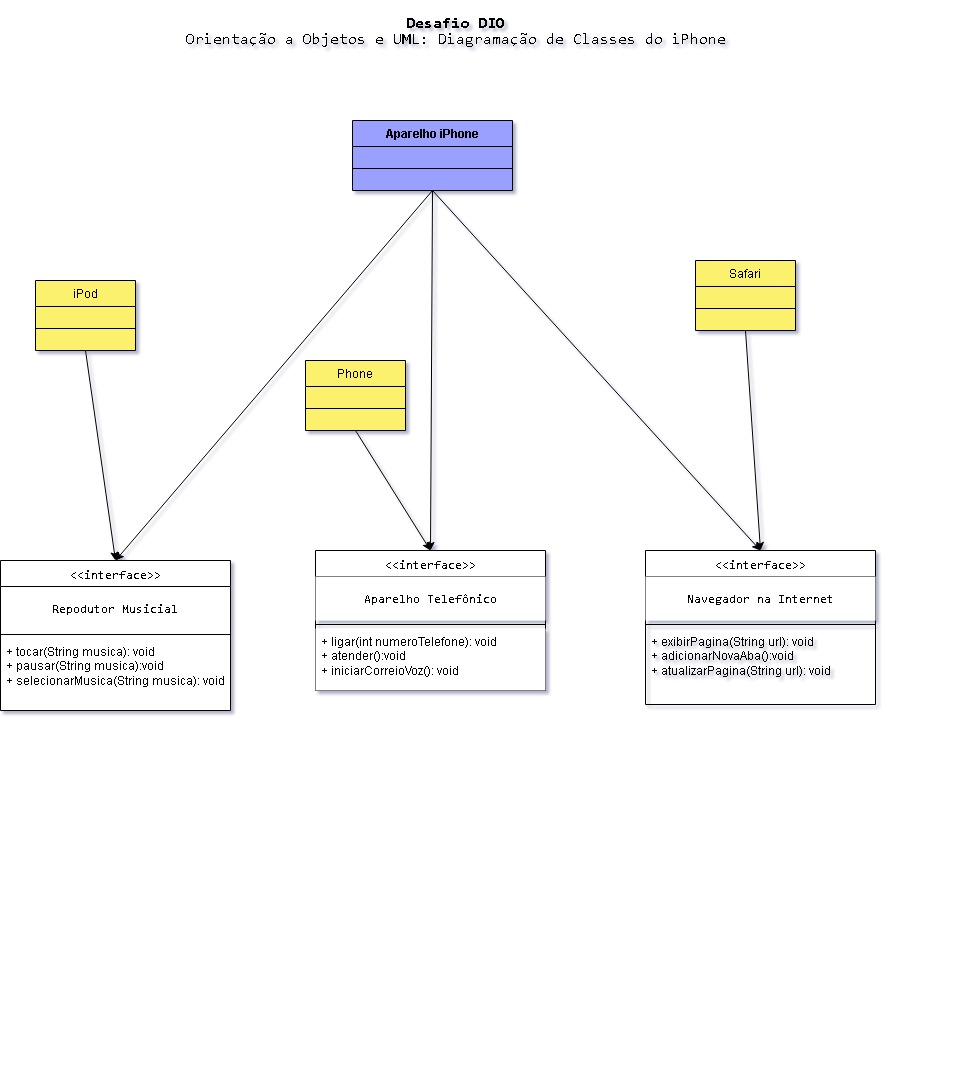 Desafio DIO
Orientação a Objetos e UML: Diagramação de Classes do iPhone
Aparelho iPhone
Safari
iPod
Phone
<<interface>>
Repodutor Musicial
+ tocar(String musica): void
+ pausar(String musica):void
+ selecionarMusica(String musica): void
<<interface>>
Aparelho Telefônico
+ ligar(int numeroTelefone): void
+ atender():void
+ iniciarCorreioVoz(): void
<<interface>>
Navegador na Internet
+ exibirPagina(String url): void
+ adicionarNovaAba():void
+ atualizarPagina(String url): void